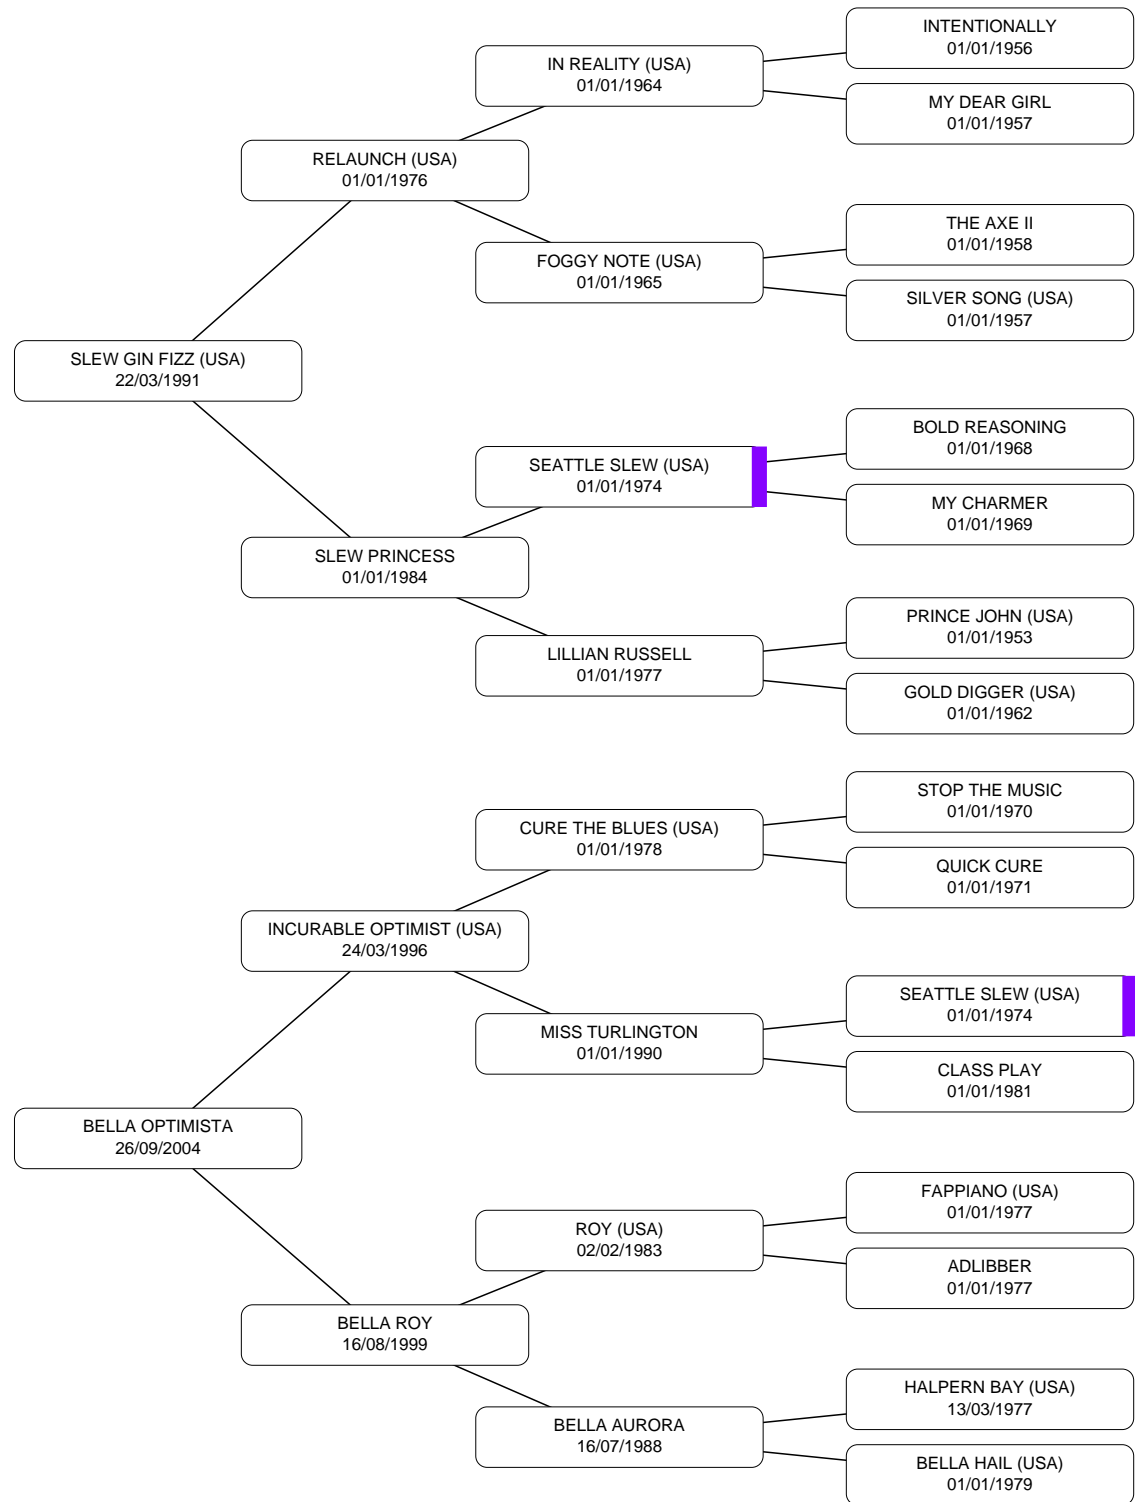 INTENTIONALLY
01/01/1956
IN REALITY (USA)
01/01/1964
MY DEAR GIRL
01/01/1957
RELAUNCH (USA)
01/01/1976
THE AXE II
01/01/1958
FOGGY NOTE (USA)
01/01/1965
SILVER SONG (USA)
01/01/1957
SLEW GIN FIZZ (USA)
22/03/1991
BOLD REASONING
01/01/1968
SEATTLE SLEW (USA)
01/01/1974
MY CHARMER
01/01/1969
SLEW PRINCESS
01/01/1984
PRINCE JOHN (USA)
01/01/1953
LILLIAN RUSSELL
01/01/1977
GOLD DIGGER (USA)
01/01/1962
STOP THE MUSIC
01/01/1970
CURE THE BLUES (USA)
01/01/1978
QUICK CURE
01/01/1971
INCURABLE OPTIMIST (USA)
24/03/1996
SEATTLE SLEW (USA)
01/01/1974
MISS TURLINGTON
01/01/1990
CLASS PLAY
01/01/1981
BELLA OPTIMISTA
26/09/2004
FAPPIANO (USA)
01/01/1977
ROY (USA)
02/02/1983
ADLIBBER
01/01/1977
BELLA ROY
16/08/1999
HALPERN BAY (USA)
13/03/1977
BELLA AURORA
16/07/1988
BELLA HAIL (USA)
01/01/1979